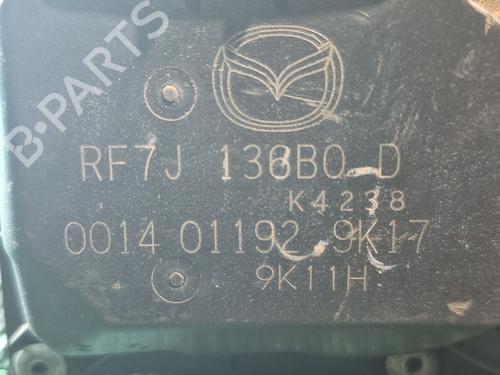 B-PARTS
RF7J 136B0 D
K4238
0014 01192 9K17
9K11H